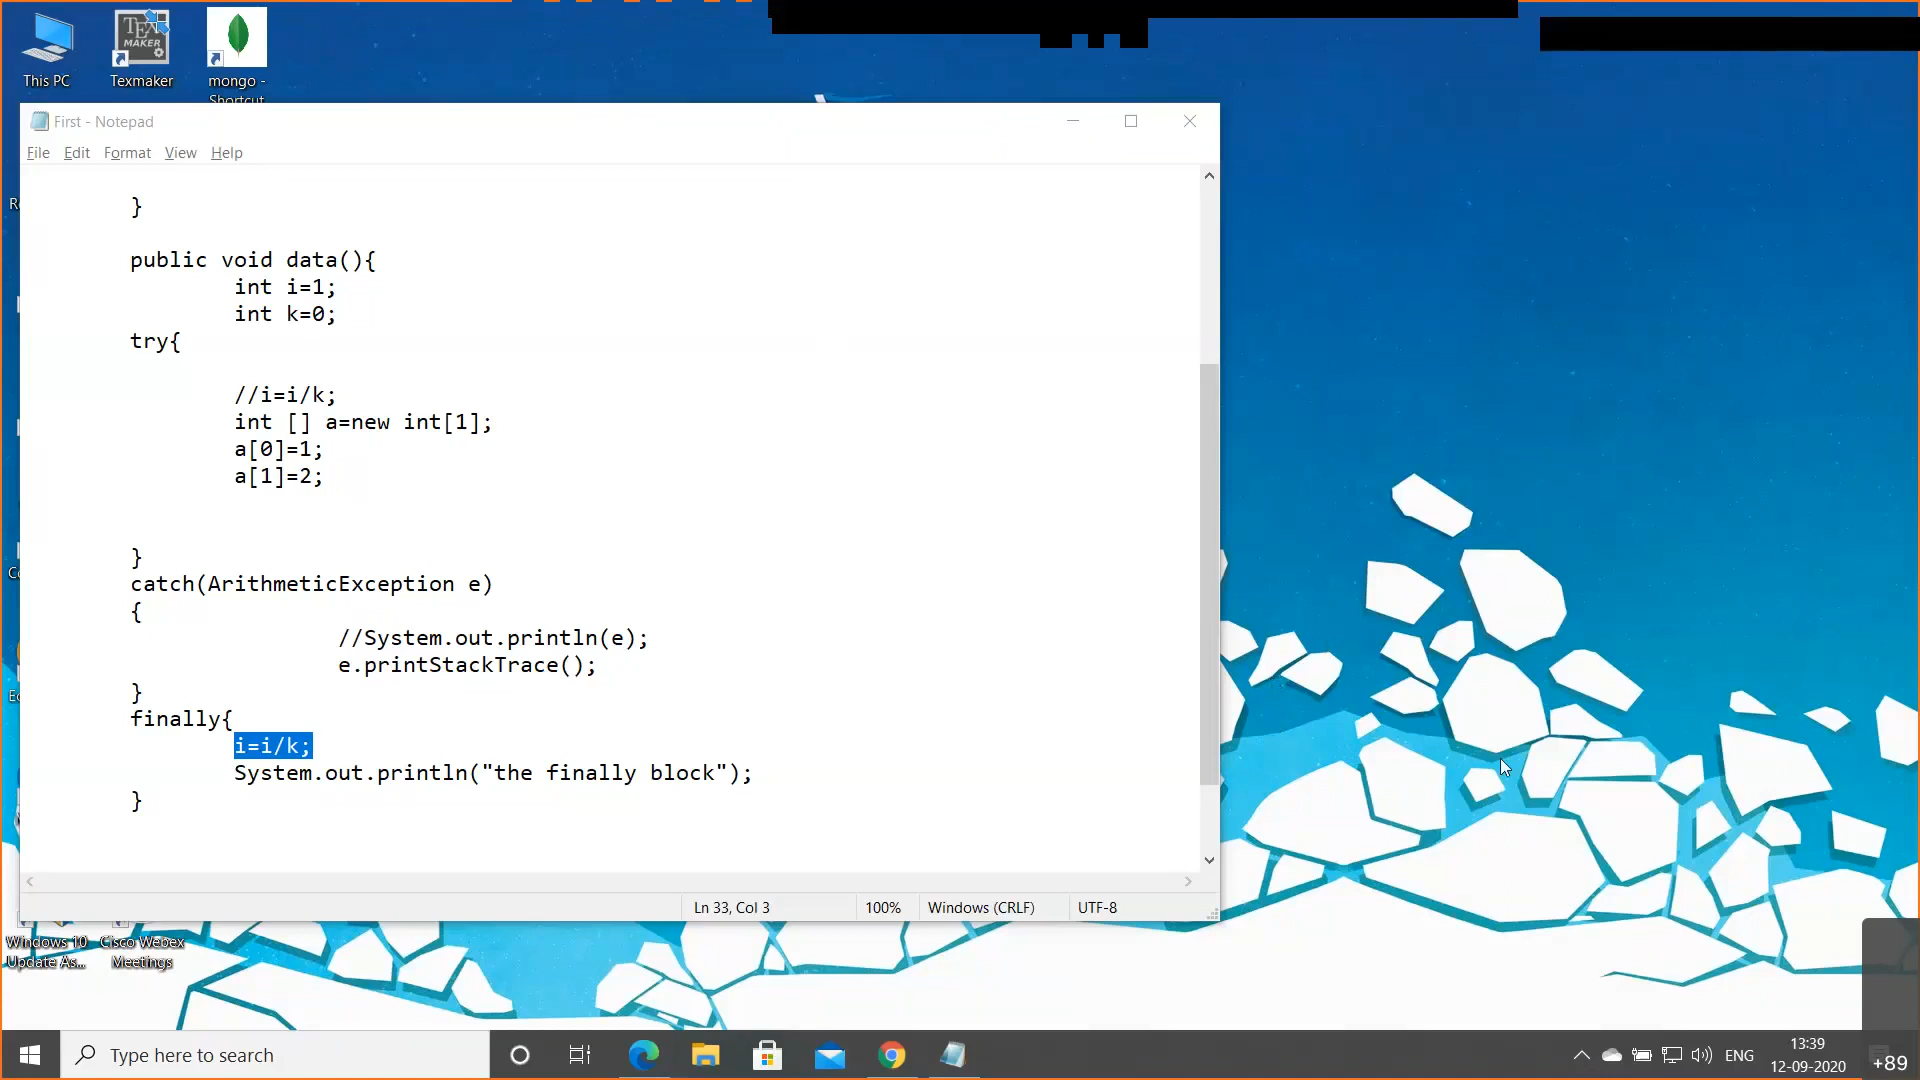 This PC
Texmaker
mongo -
Shortcut
TEX
MAKER
First - Notepad
File Edit Format View Help
}
public void data(){
int i=1;
int k=0;
try{
//i=i/k;
int [] a=new int[1];
a[0]=1;
a[1]=2;
}
catch(ArithmeticException e)
{
//System.out.println(e);
e.printStackTrace();
}
finally{
i=i/k;
System.out.println("the finally block");
}
Ln 33, Col 3 100% Windows (CRLF) UTF-8
Windows 10
Update As...
Cisco Webex
Meetings
Type here to search
ENG
13:39
12-09-2020
+89